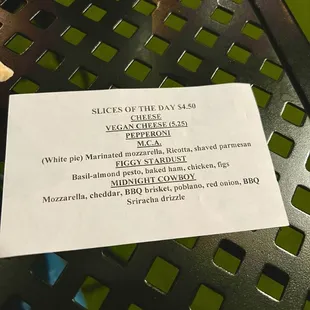 SLICES OF THE DAY $4.50
CHEESE
VEGAN CHEESE (5.25)
PEPPERONI
M.C.A.
(White pie) Marinated mozzarella, Ricotta, shaved parmesan
FIGGY STARDUST
Basil-almond pesto, baked ham, chicken, figs
MIDNIGHT COWBOY
Mozzarella, cheddar, BBQ brisket, poblano, red onion, BBQ
Sriracha drizzle